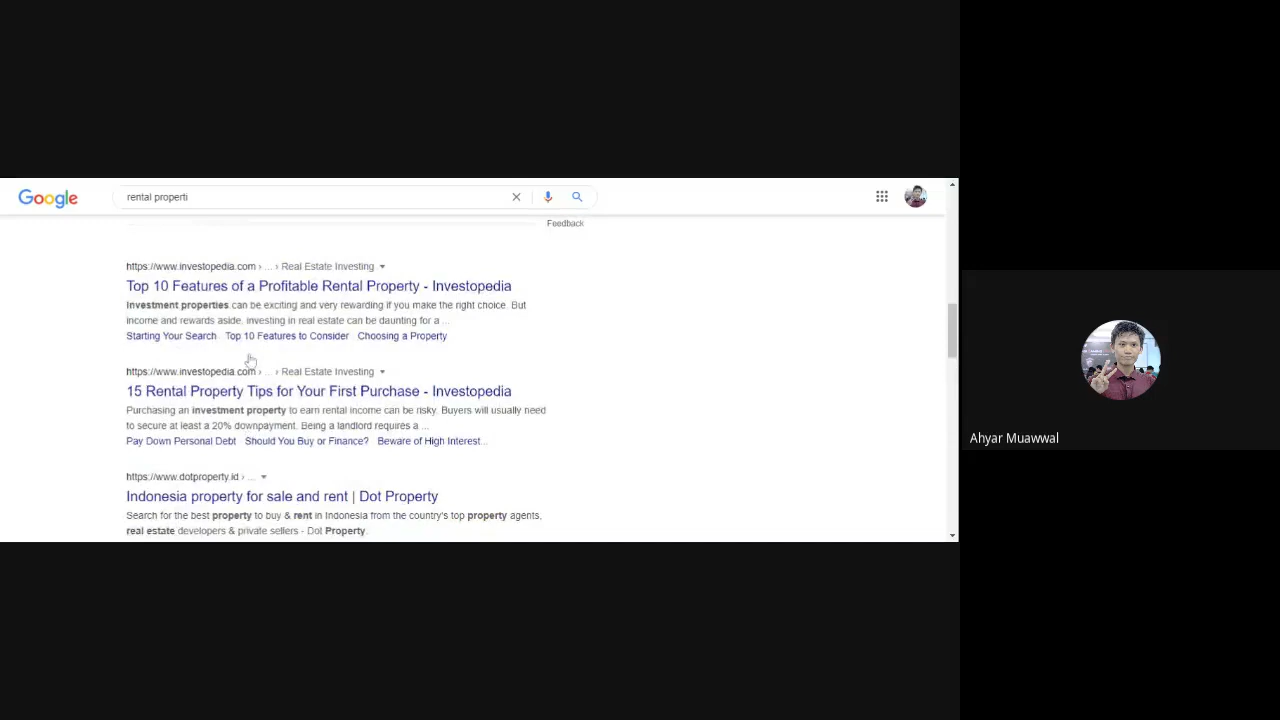 Google
rental properti
Feedback
https://www.investopedia.com › ... › Real Estate Investing
Top 10 Features of a Profitable Rental Property - Investopedia
Investment properties can be exciting and very rewarding if you make the right choice. But
income and rewards aside, investing in real estate can be daunting for a ...
Starting Your Search Top 10 Features to Consider Choosing a Property
https://www.investopedia.com › ... › Real Estate Investing
15 Rental Property Tips for Your First Purchase - Investopedia
Purchasing an investment property to earn rental income can be risky. Buyers will usually need
to secure at least a 20% downpayment. Being a landlord requires a ...
Pay Down Personal Debt Should You Buy or Finance? Beware of High Interest...
https://www.dotproperty.id › ...
Indonesia property for sale and rent | Dot Property
Search for the best property to buy & rent in Indonesia from the country's top property agents,
real estate developers & private sellers - Dot Property.
Ahyar Muawwal